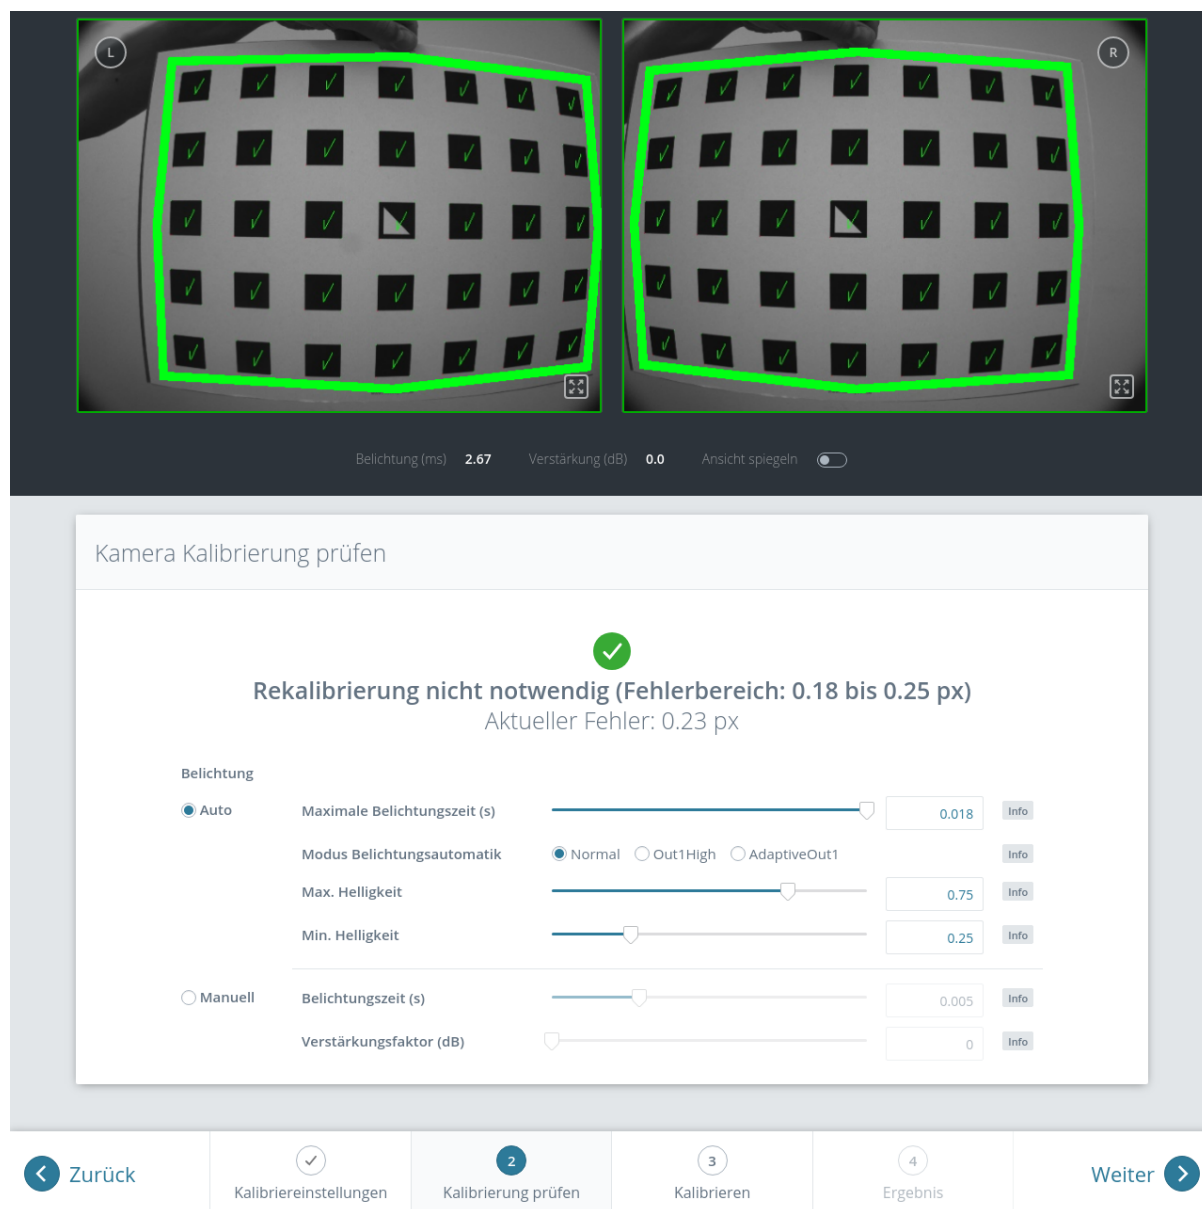 L
R
Belichtung (ms) 2.67 Verstärkung (dB) 0.0 Ansicht spiegeln
Kamera Kalibrierung prüfen
Rekalibrierung nicht notwendig (Fehlerbereich: 0.18 bis 0.25 px)
Aktueller Fehler: 0.23 px
Belichtung
Auto Maximale Belichtungszeit (s) 0.018 Info
Modus Belichtungsautomatik Normal Out1High AdaptiveOut1 Info
Max. Helligkeit 0.75 Info
Min. Helligkeit 0.25 Info
Manuell Belichtungszeit (s) 0.005 Info
Verstärkungsfaktor (dB) 0 Info
Zurück
Kalibriereinstellungen
2
Kalibrierung prüfen
3
Kalibrieren
4
Ergebnis
Weiter